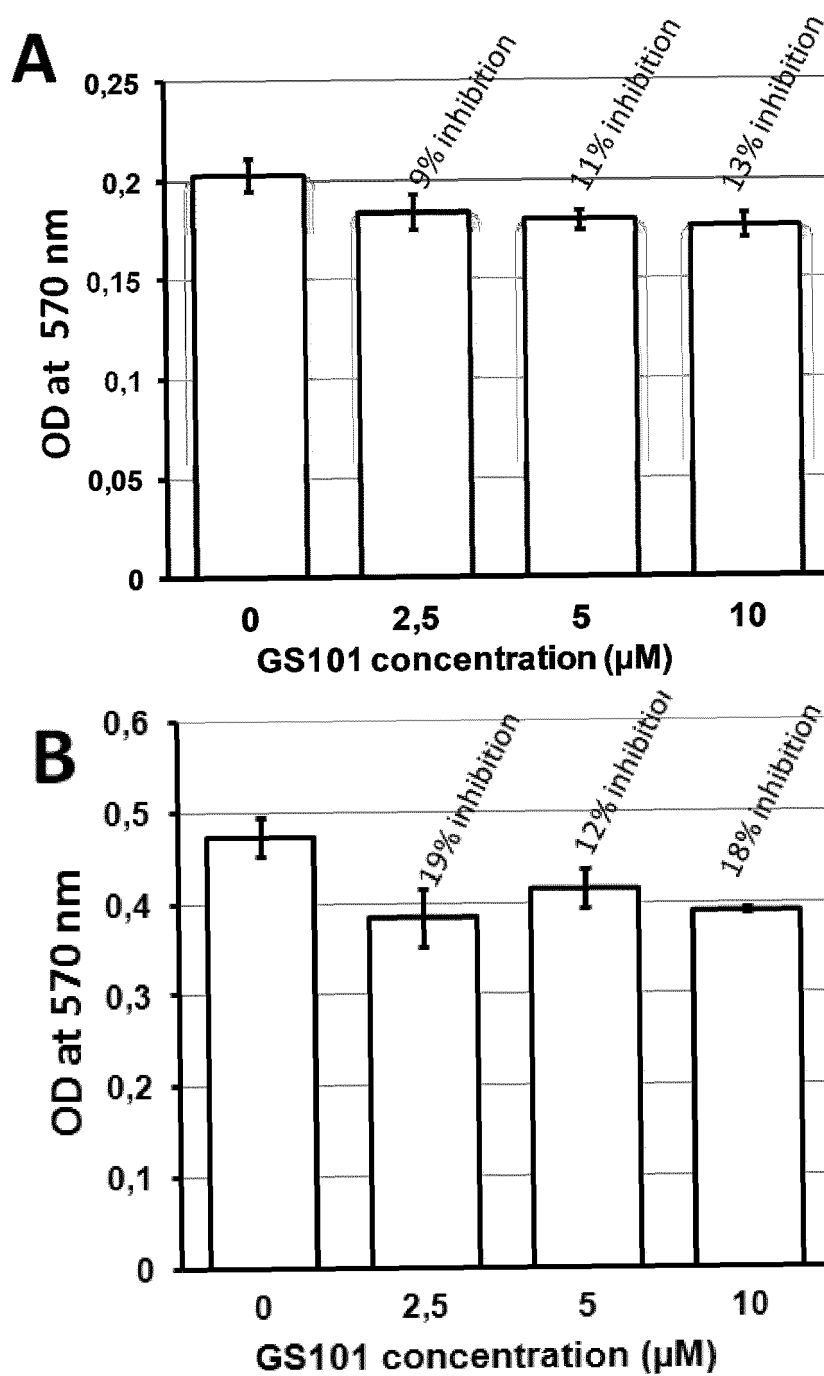 A
0,25
0,2
0,15
0,1
0,05
0
OD at 570 nm
9% inhibition
11% inhibition
13% inhibition
0 2,5 5 10
GS101 concentration (µM)
B
0,6
0,5
0,4
0,3
0,2
0,1
0
OD at 570 nm
19% inhibition
12% inhibition
18% inhibition
0 2,5 5 10
GS101 concentration (µM)